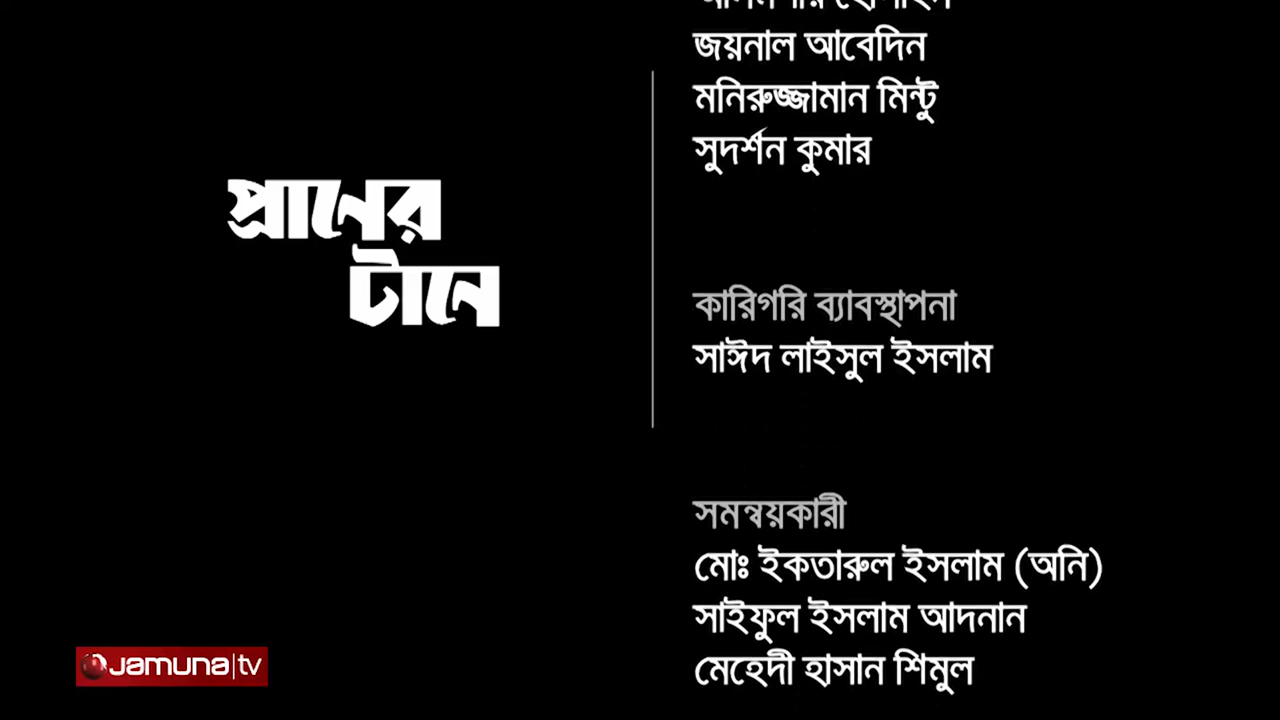 প্রাণের
টানে
জয়নাল আবেদিন
মনিরুজ্জামান মিন্টু
সুদর্শন কুমার
কারিগরি ব্যাবস্থাপনা
সাঈদ লাইসুল ইসলাম
সমন্বয়কারী
মোঃ ইকতারুল ইসলাম (অনি)
সাইফুল ইসলাম আদনান
মেহেদী হাসান শিমুল
Jamuna|tv